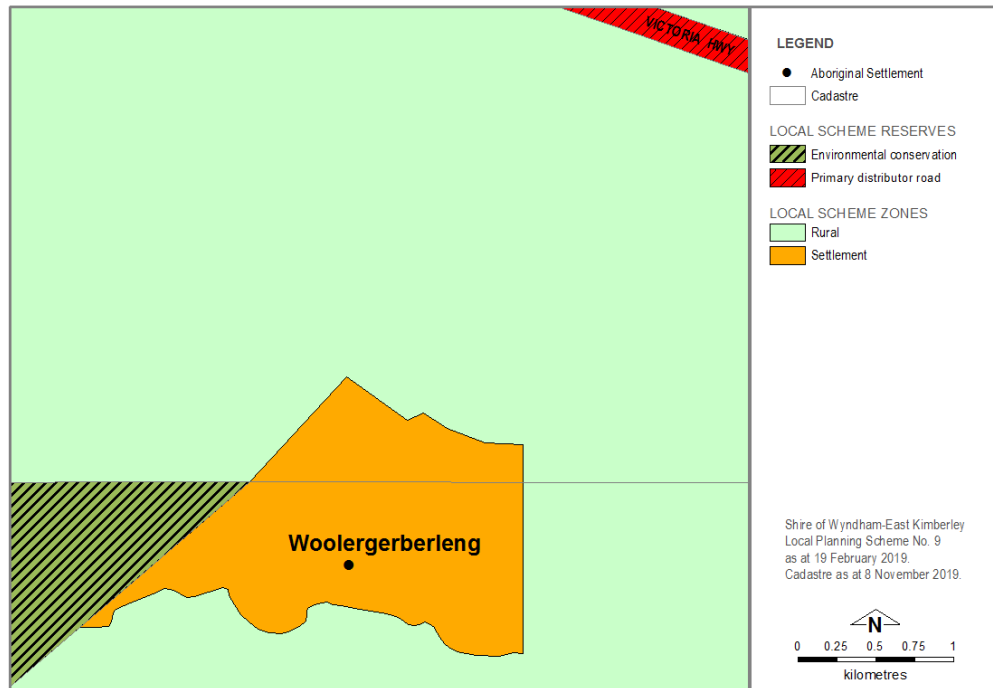 VICTORIA HWY
Woolergerberleng
LEGEND
Aboriginal Settlement
Cadastre
LOCAL SCHEME RESERVES
Environmental conservation
Primary distributor road
LOCAL SCHEME ZONES
Rural
Settlement
Shire of Wyndham-East Kimberley
Local Planning Scheme No. 9
as at 19 February 2019.
Cadastre as at 8 November 2019.
N
0 0.25 0.5 0.75 1
kilometres